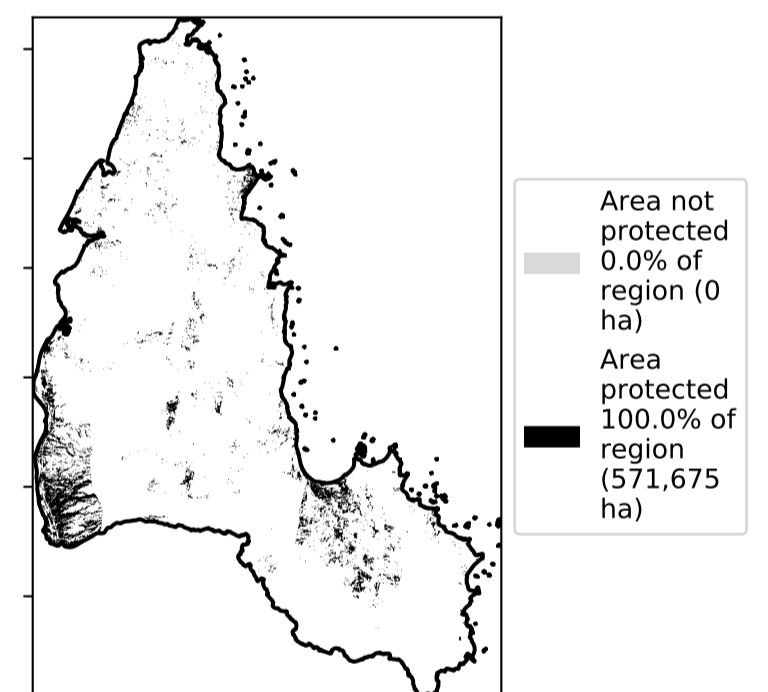 Area not
protected
0.0% of
region (0
ha)
Area
protected
100.0% of
region
(571,675
ha)